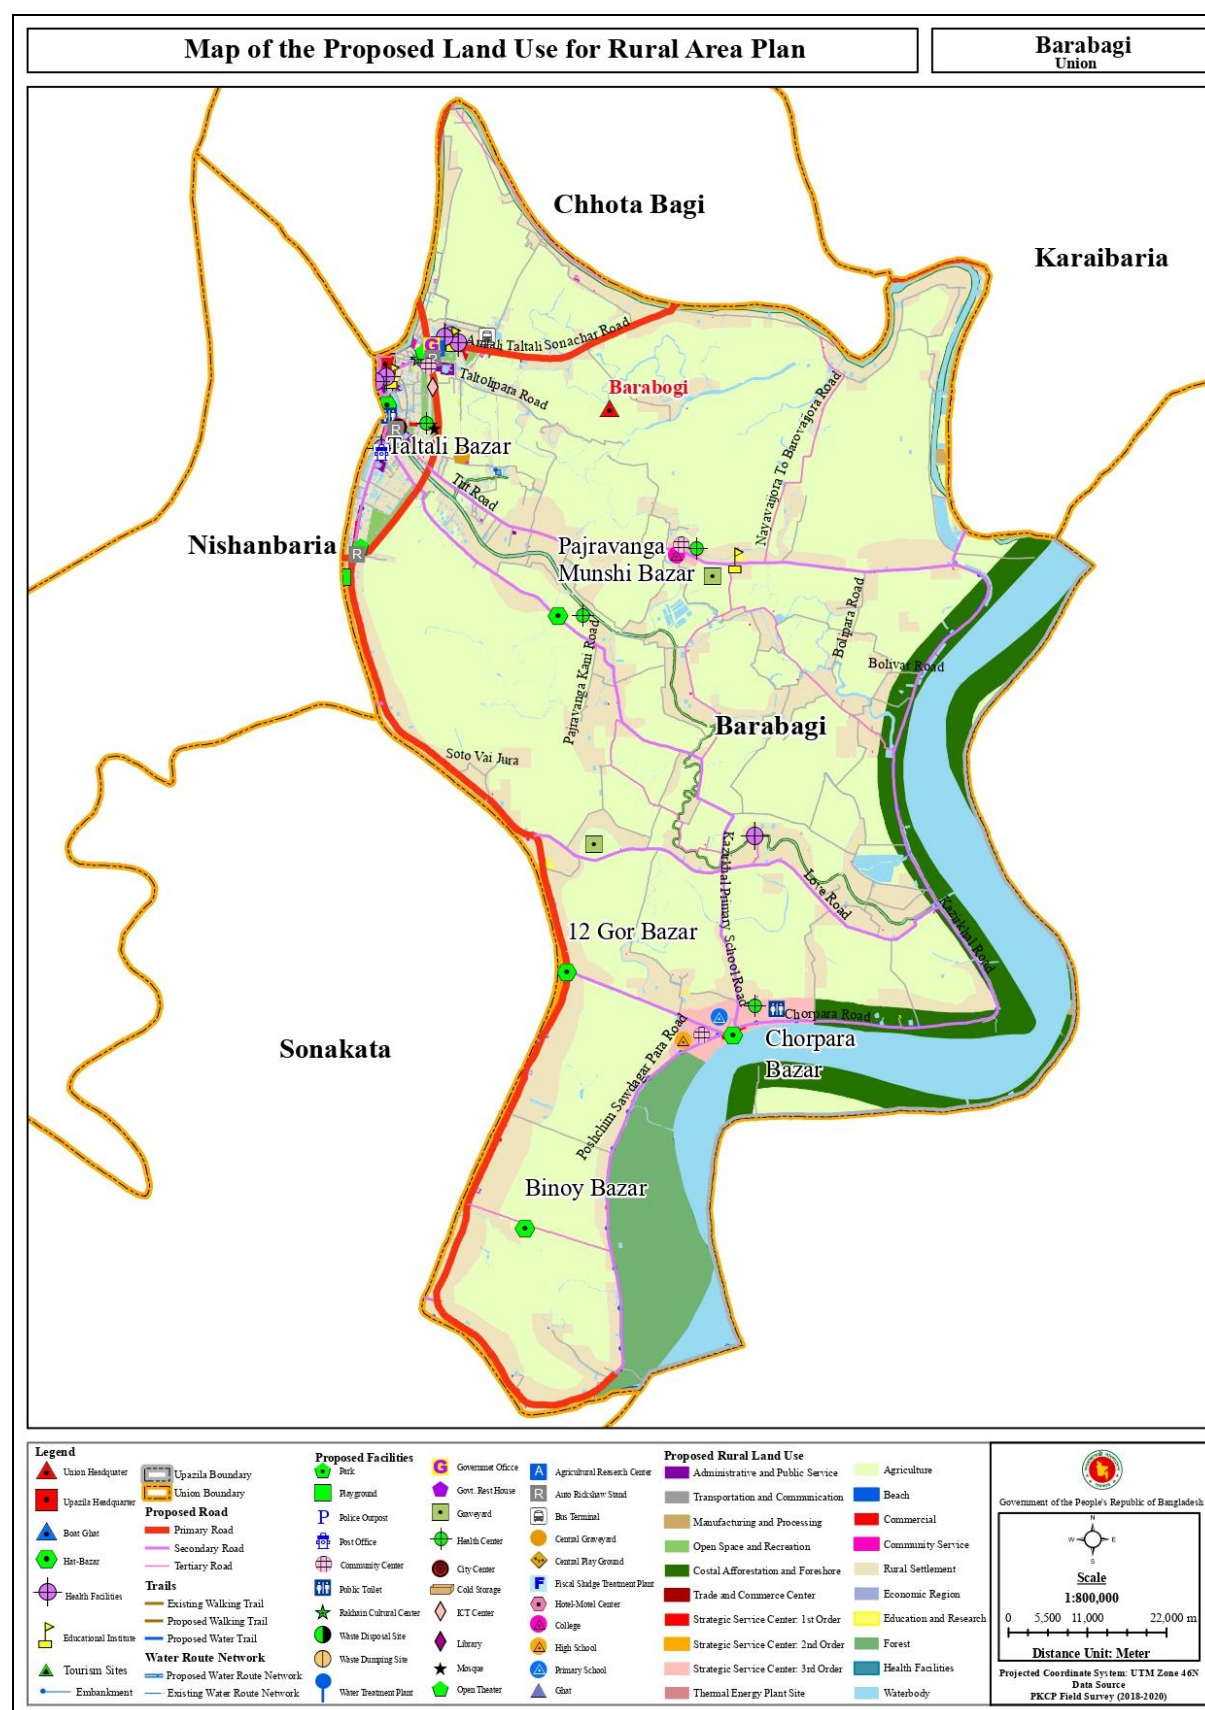 Map of the Proposed Land Use for Rural Area Plan
Barabagi
Union
Chhota Bagi
Karaibaria
Amtali Taltali Sonachar Road
Taltolipara Road
Barabogi
Nayavaijora To Barovaijora Road
Taltali Bazar
Tnt Road
Nishanbaria
Pajravanga
Munshi Bazar
Bolipara Road
Pajravanga Kani Road
Bolivar Road
Barabagi
Soto Vai Jura
Kazirkhal Primary School Road
Love Road
Kazirkhal Road
12 Gor Bazar
Chorpara Road
Sonakata
Poshchim Sawdagar Para Road
Chorpara
Bazar
Binoy Bazar
Legend
Union Headquater
Upazila Headquarter
Boat Ghat
Hat-Bazar
Health Facilities
Educational Institute
Tourism Sites
Embankment
Upazila Boundary
Union Boundary
Proposed Road
Primary Road
Secondary Road
Tertiary Road
Trails
Existing Walking Trail
Proposed Walking Trail
Proposed Water Trail
Water Route Network
Proposed Water Route Network
Existing Water Route Network
Proposed Facilities
Park
Playground
P Police Outpost
Post Office
Community Center
Public Toilet
Rakhain Cultural Center
Waste Disposal Site
Waste Dumping Site
Water Treatment Plant
G Governmet Officce
Govt. Rest House
Graveyard
Health Center
City Center
Cold Storage
ICT Center
Library
Mosque
Open Theater
A Agricultural Reaserch Center
R Auto Rickshaw Stand
Bus Terminal
Central Graveyard
Central Play Ground
F Fiscal Sludge Treatment Plant
Hotel-Motel Center
College
High School
Primary School
Ghat
Proposed Rural Land Use
Administrative and Public Service
Transportation and Communication
Manufacturing and Processing
Open Space and Recreation
Costal Afforestation and Foreshore
Trade and Commerce Center
Strategic Service Center: 1st Order
Strategic Service Center: 2nd Order
Strategic Service Center: 3rd Order
Thermal Energy Plant Site
Agriculture
Beach
Commercial
Community Service
Rural Settlement
Economic Region
Education and Research
Forest
Health Facilities
Waterbody
Government of the People's Republic of Bangladesh
N
W E
S
Scale
1:800,000
0 5,500 11,000 22,000 m
Distance Unit: Meter
Projected Coordinate System: UTM Zone 46N
Data Source
PKCP Field Survey (2018-2020)